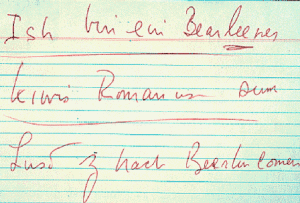 Ish bin ein Bearleener
kiwis Romanus sum
Lust z nach Bearlin comen